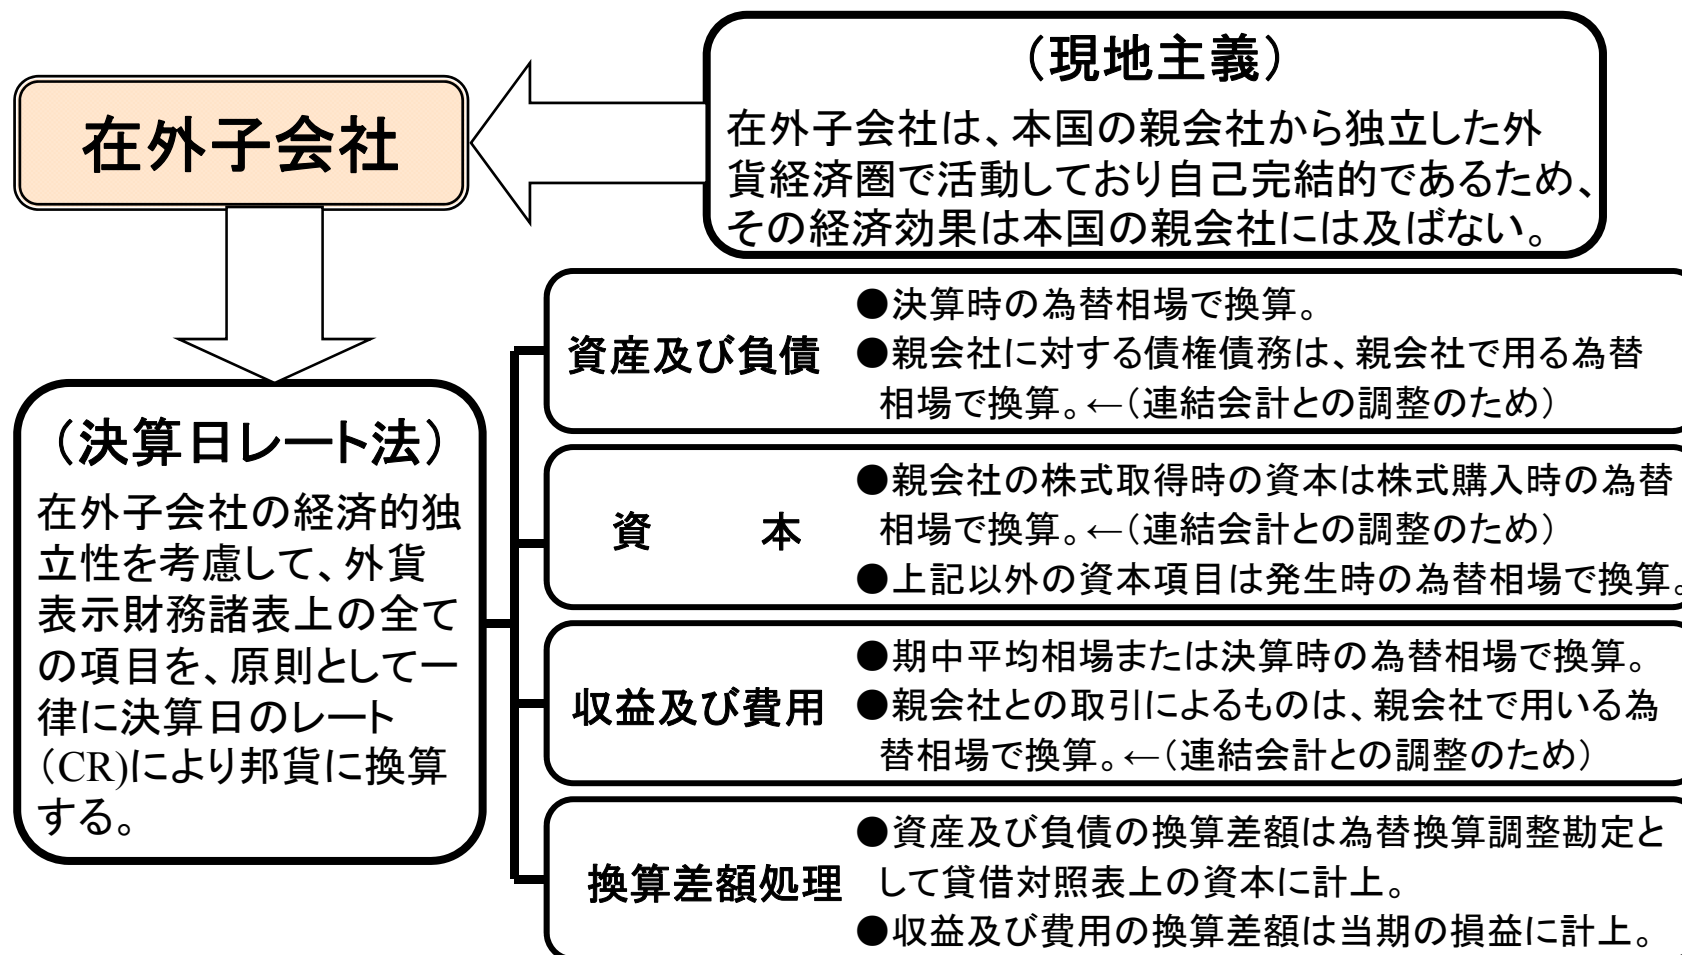 在外子会社
（現地主義）
在外子会社は、本国の親会社から独立した外
貨経済圏で活動しており自己完結的であるため、
その経済効果は本国の親会社には及ばない。
（決算日レート法）
在外子会社の経済的独
立性を考慮して、外貨
表示財務諸表上の全て
の項目を、原則として一
律に決算日のレート
（CR)により邦貨に換算
する。
資産及び負債
●決算時の為替相場で換算。
●親会社に対する債権債務は、親会社で用る為替
相場で換算。←（連結会計との調整のため）
資 本
●親会社の株式取得時の資本は株式購入時の為替
相場で換算。←（連結会計との調整のため）
●上記以外の資本項目は発生時の為替相場で換算。
収益及び費用
●期中平均相場または決算時の為替相場で換算。
●親会社との取引によるものは、親会社で用いる為
替相場で換算。←（連結会計との調整のため）
換算差額処理
●資産及び負債の換算差額は為替換算調整勘定と
して貸借対照表上の資本に計上。
●収益及び費用の換算差額は当期の損益に計上。